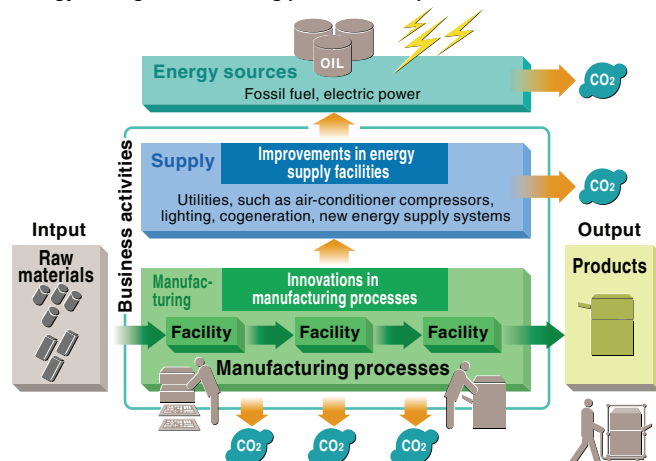 OIL
Energy sources
Fossil fuel, electric power
CO2
Business activities
Supply
Improvements in energy
supply facilities
Utilities, such as air-conditioner compressors,
lighting, cogeneration, new energy supply systems
CO2
Intput
Raw
materials
Manufac-
turing
Innovations in
manufacturing processes
Facility
Facility
Facility
Manufacturing processes
Output
Products
CO2
CO2
CO2